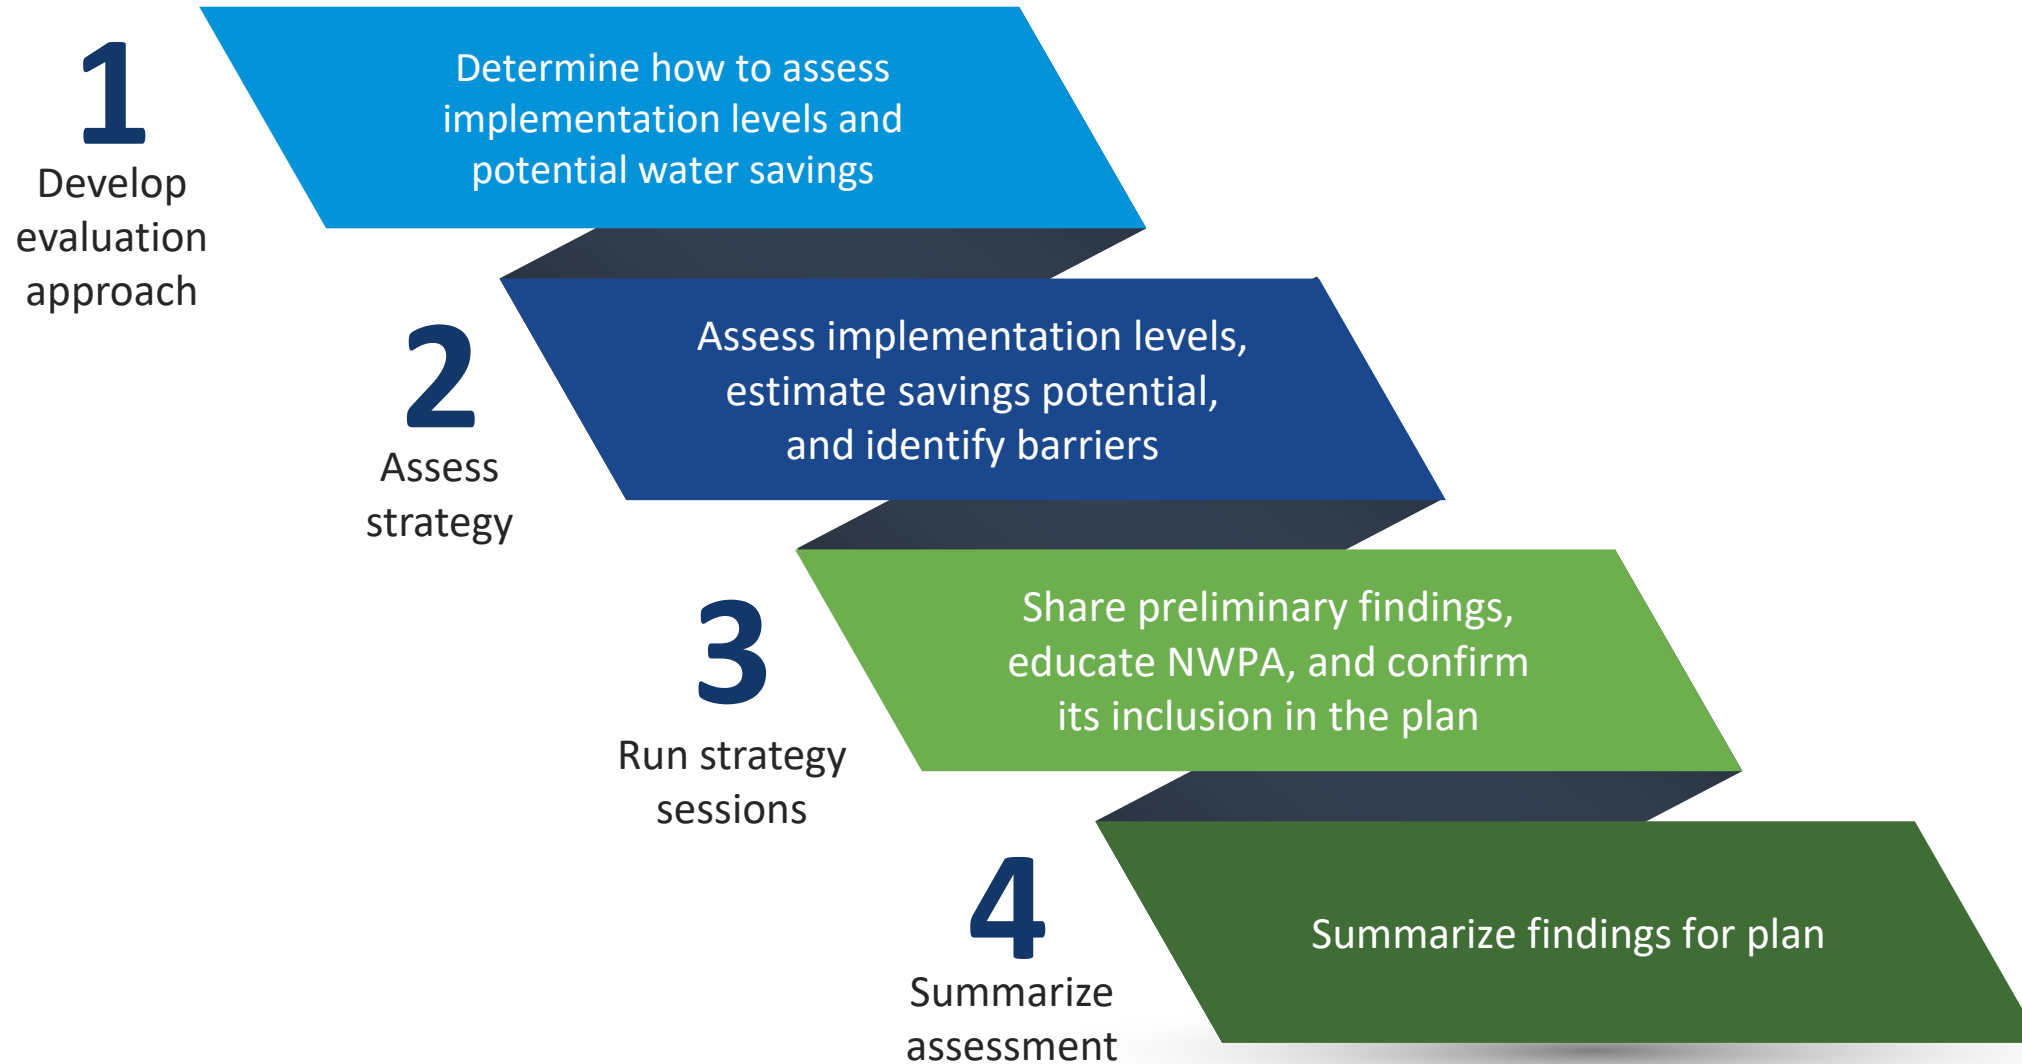 1
Develop
evaluation
approach
Determine how to assess
implementation levels and
potential water savings
2
Assess
strategy
Assess implementation levels,
estimate savings potential,
and identify barriers
3
Run strategy
sessions
Share preliminary findings,
educate NWPA, and confirm
its inclusion in the plan
4
Summarize
assessment
Summarize findings for plan